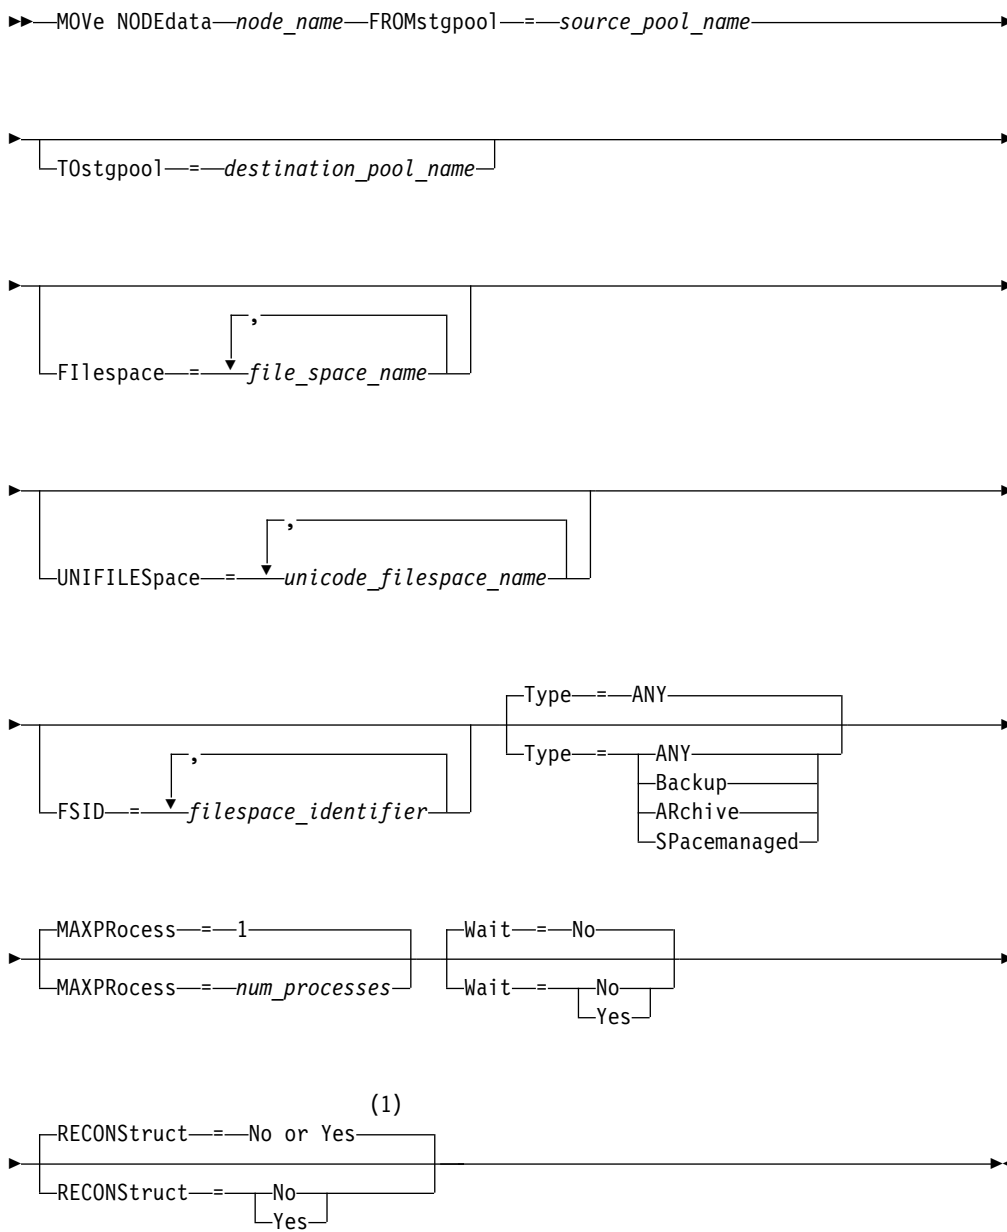 MOVe NODEdata node_name FROMstgpool = source_pool_name
TOstgpool = destination_pool_name
,
FIlespace = file_space_name
,
UNIFILESpace = unicode_filespace_name
Type = ANY
,
FSID = filespace_identifier
Type = ANY
Backup
ARchive
SPacemanaged
MAXPRocess = 1
Wait = No
MAXPRocess = num_processes
Wait = No
Yes
(1)
RECONStruct = No or Yes
RECONStruct = No
Yes